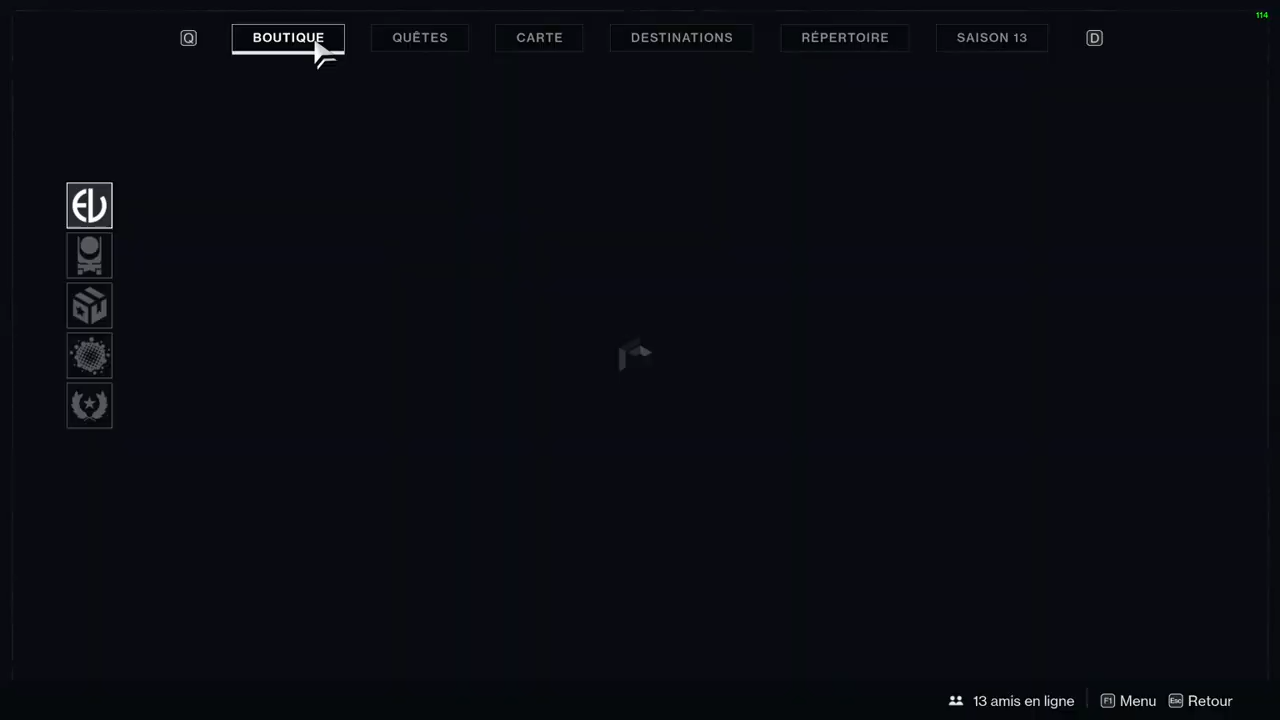 114
Q BOUTIQUE QUÊTES CARTE DESTINATIONS RÉPERTOIRE SAISON 13 D
13 amis en ligne F1 Menu Esc Retour